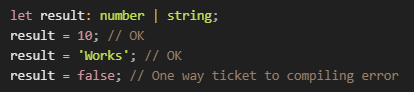 let result: number | string;
result = 10; // OK
result = 'Works'; // OK
result = false; // One way ticket to compiling error